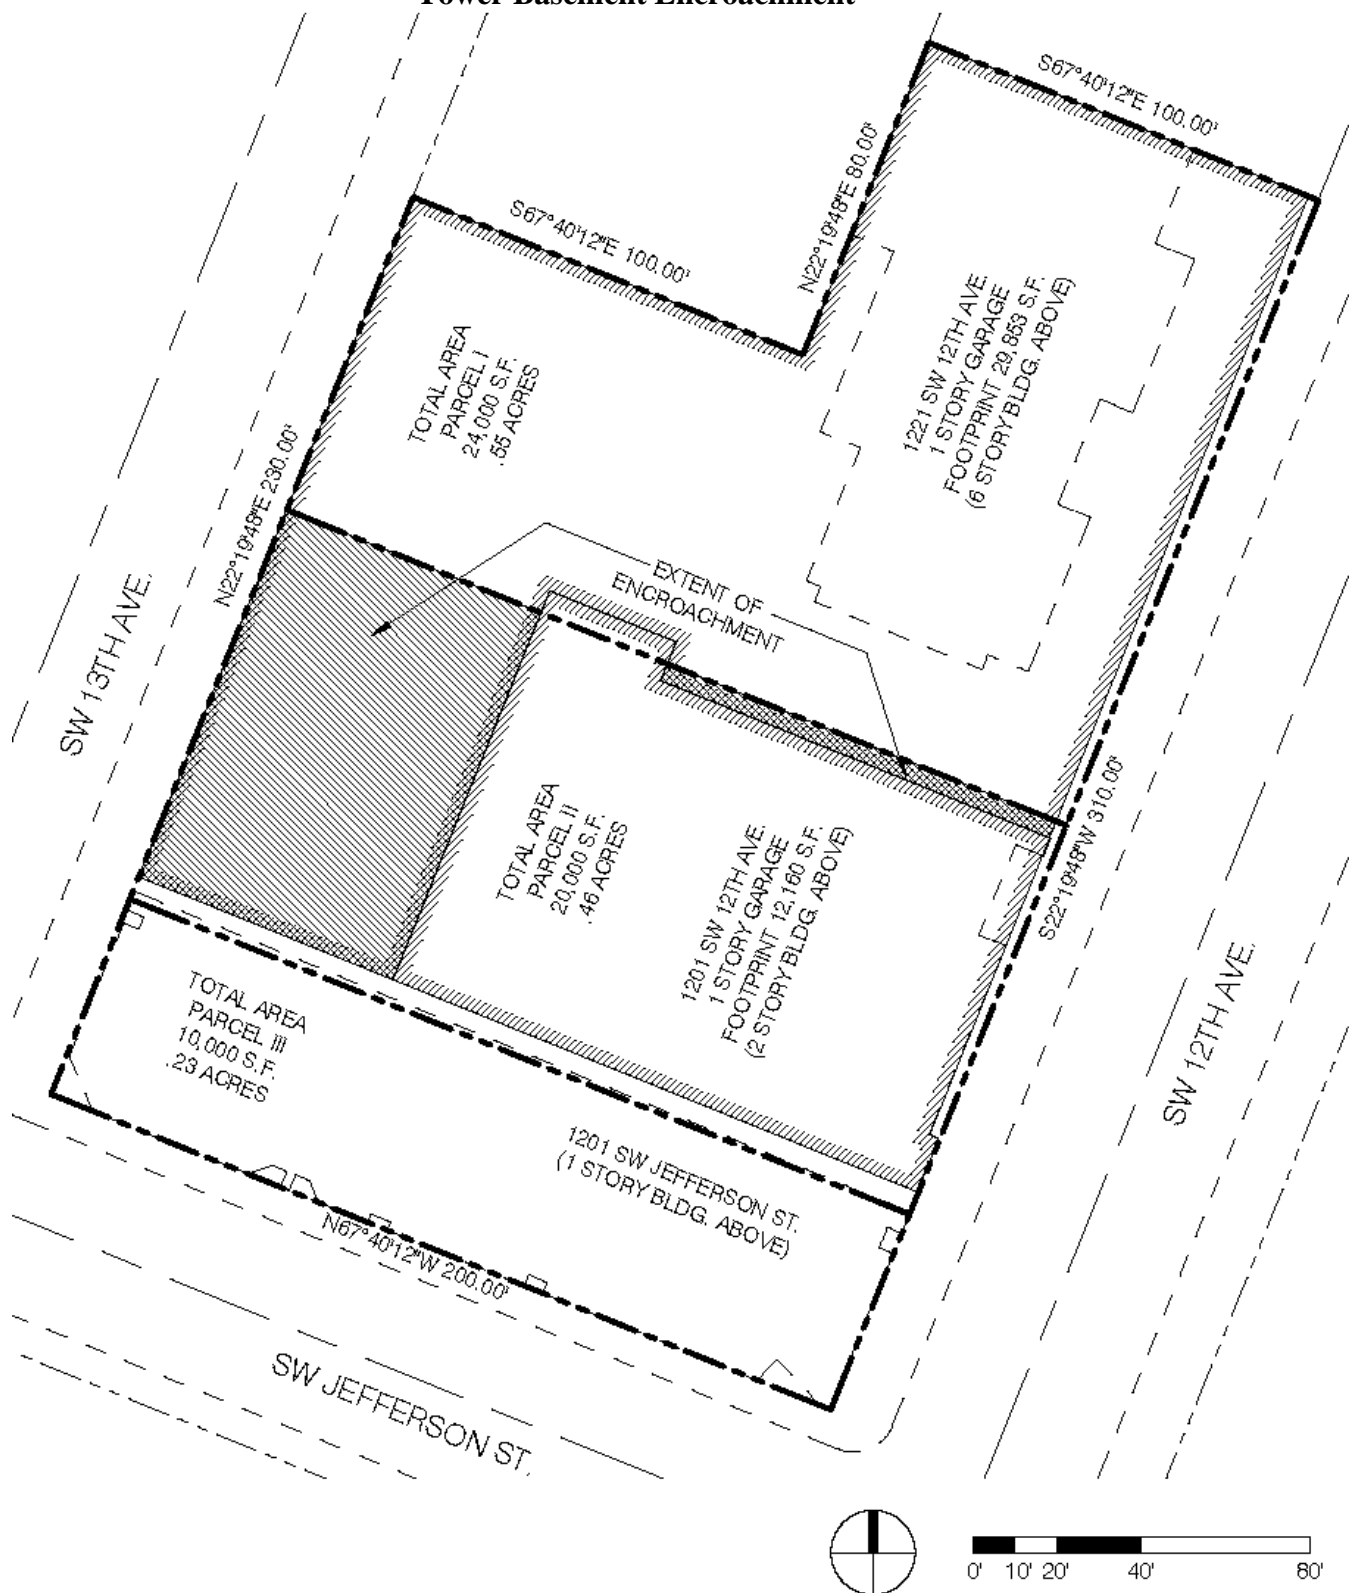 Tower Basement Encroachment
S67°40'12"E 100.00'
N22°19'48"E 80.00'
S67°40'12"E 100.00'
1221 SW 12TH AVE.
1 STORY GARAGE
FOOTPRINT 29,853 S.F.
(6 STORY BLDG. ABOVE)
TOTAL AREA
PARCEL I
24,000 S.F.
.55 ACRES
N22°19'48"E 230.00'
EXTENT OF
ENCROACHMENT
SW 13TH AVE.
TOTAL AREA
PARCEL II
20,000 S.F.
.46 ACRES
1201 SW 12TH AVE.
1 STORY GARAGE
FOOTPRINT 12,160 S.F.
(2 STORY BLDG. ABOVE)
S22°19'48"W 310.00'
SW 12TH AVE.
TOTAL AREA
PARCEL III
10,000 S.F.
.23 ACRES
1201 SW JEFFERSON ST.
(1 STORY BLDG. ABOVE)
N67°40'12"W 200.00'
SW JEFFERSON ST.
0' 10' 20' 40' 80'